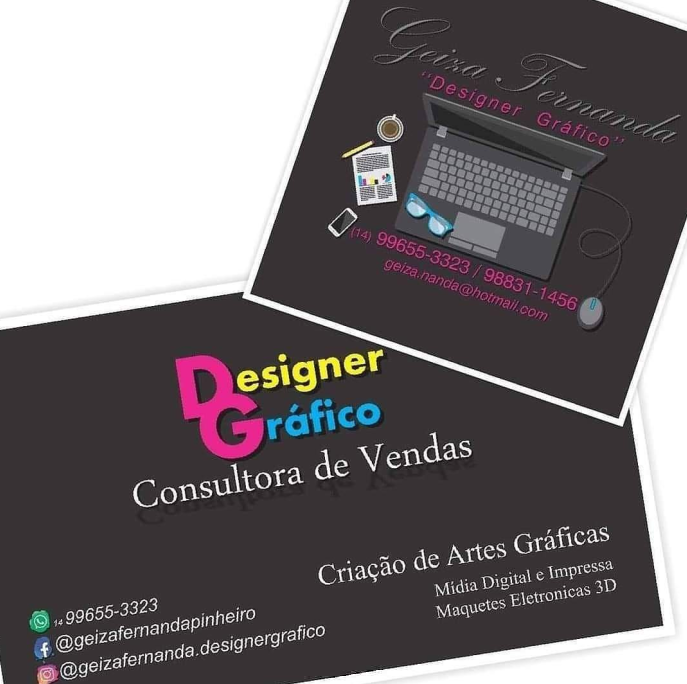 Geiza Fernanda
"Designer Gráfico"
(14) 99655-3323 / 98831-1456
geiza.nanda@hotmail.com
Designer
Gráfico
Consultora de Vendas
Criação de Artes Gráficas
Mídia Digital e Impressa
Maquetes Eletronicas 3D
14 99655-3323
@geizafernandapinheiro
@geizafernanda.designergrafico